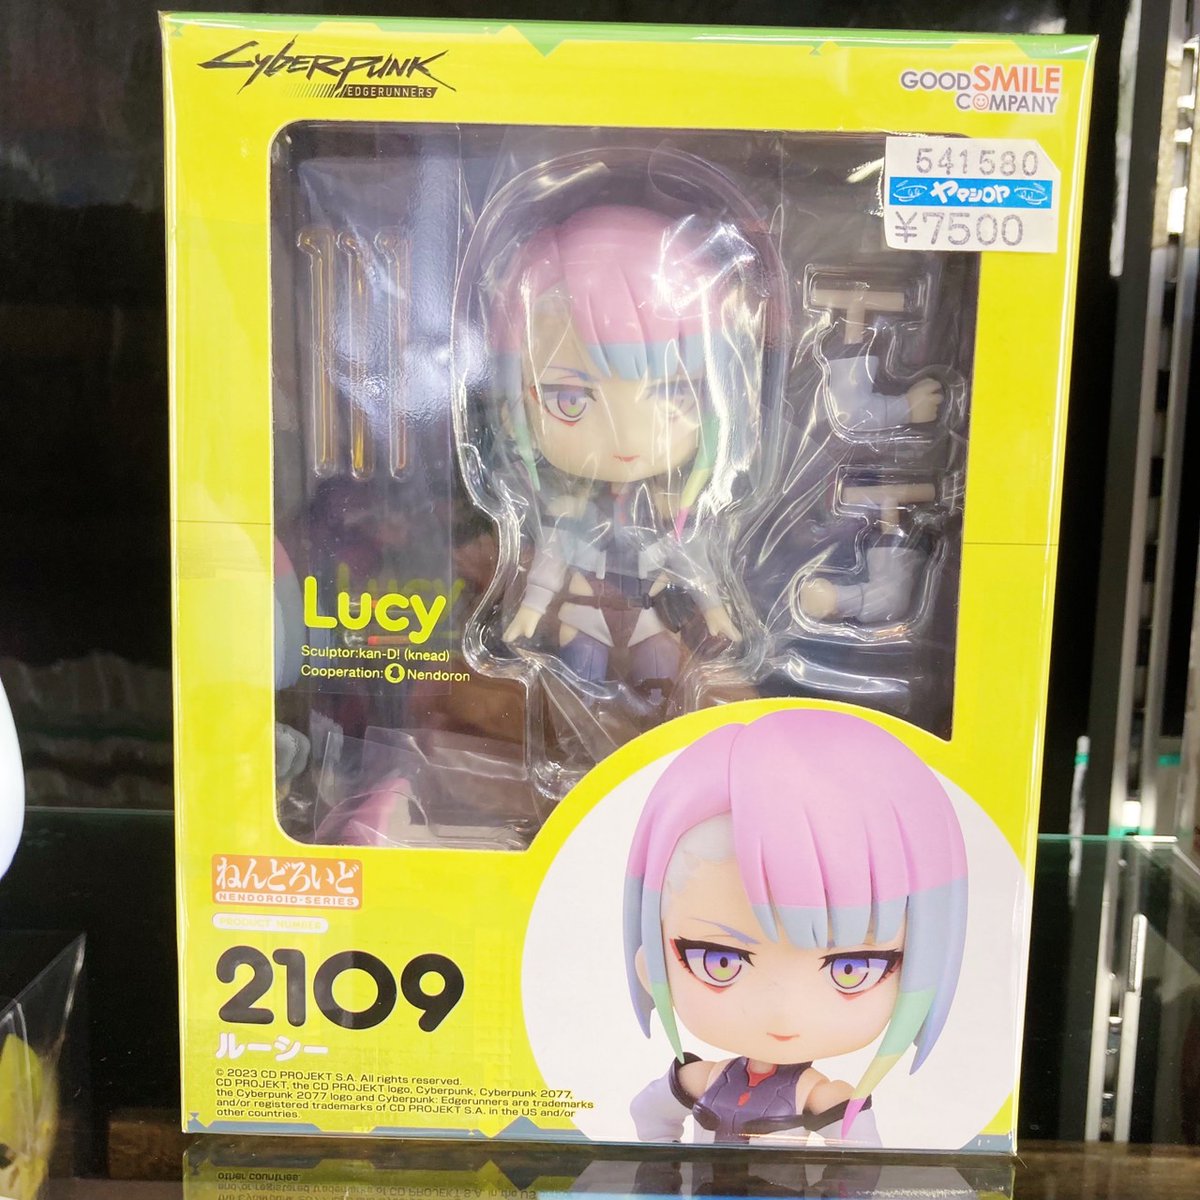 CYBERPUNK
EDGERUNNERS
GOOD SMILE
COMPANY
541580
ヤマシロヤ
¥7500
Lucy
Sculptor:kan-D! (knead)
Cooperation: Nendoron
ねんどろいど
NENDOROID-SERIES
PRODUCT NUMBER
2109
ルーシー
© 2023 CD PROJEKT S.A. All rights reserved.
CD PROJEKT, the CD PROJEKT logo, Cyberpunk, Cyberpunk 2077,
the Cyberpunk 2077 logo and Cyberpunk: Edgerunners are trademarks
and/or registered trademarks of CD PROJEKT S.A. in the US and/or
other countries.